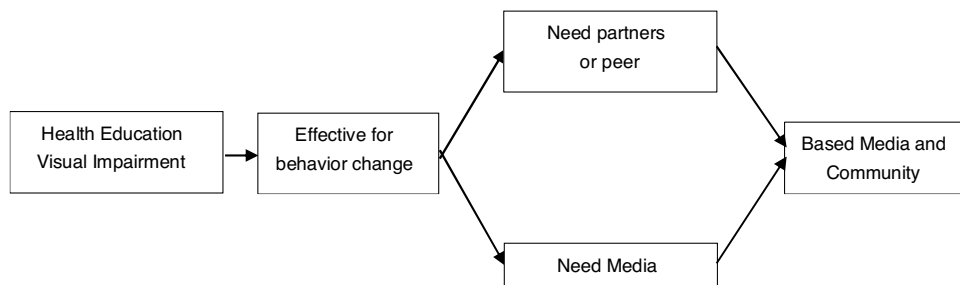 Health Education
Visual Impairment
Effective for
behavior change
Need partners
or peer
Need Media
Based Media and
Community